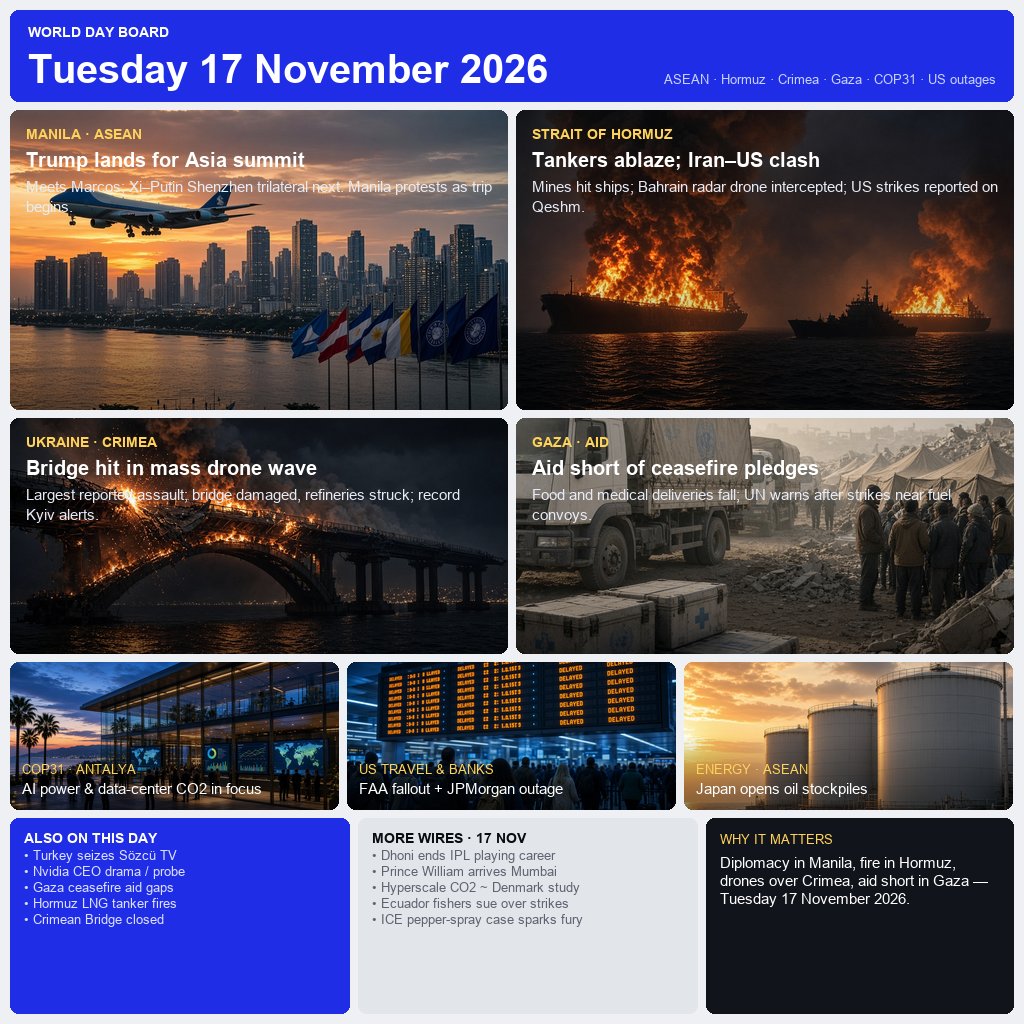 WORLD DAY BOARD
Tuesday 17 November 2026
ASEAN · Hormuz · Crimea · Gaza · COP31 · US outages
MANILA · ASEAN
Trump lands for Asia summit
Meets Marcos; Xi–Putin Shenzhen trilateral next. Manila protests as trip
begins.
STRAIT OF HORMUZ
Tankers ablaze; Iran–US clash
Mines hit ships; Bahrain radar drone intercepted; US strikes reported on
Qeshm.
UKRAINE · CRIMEA
Bridge hit in mass drone wave
Largest reported assault; bridge damaged, refineries struck; record
Kyiv alerts.
GAZA · AID
Aid short of ceasefire pledges
Food and medical deliveries fall; UN warns after strikes near fuel
convoys.
COP31 · ANTALYA
AI power & data-center CO2 in focus
DELAYED
DELAYED
DELAYED
DELAYED
DELAYED
DELAYED
US TRAVEL & BANKS
FAA fallout + JPMorgan outage
ENERGY · ASEAN
Japan opens oil stockpiles
ALSO ON THIS DAY
• Turkey seizes Sözcü TV
• Nvidia CEO drama / probe
• Gaza ceasefire aid gaps
• Hormuz LNG tanker fires
• Crimean Bridge closed
MORE WIRES · 17 NOV
• Dhoni ends IPL playing career
• Prince William arrives Mumbai
• Hyperscale CO2 ~ Denmark study
• Ecuador fishers sue over strikes
• ICE pepper-spray case sparks fury
WHY IT MATTERS
Diplomacy in Manila, fire in Hormuz,
drones over Crimea, aid short in Gaza —
Tuesday 17 November 2026.